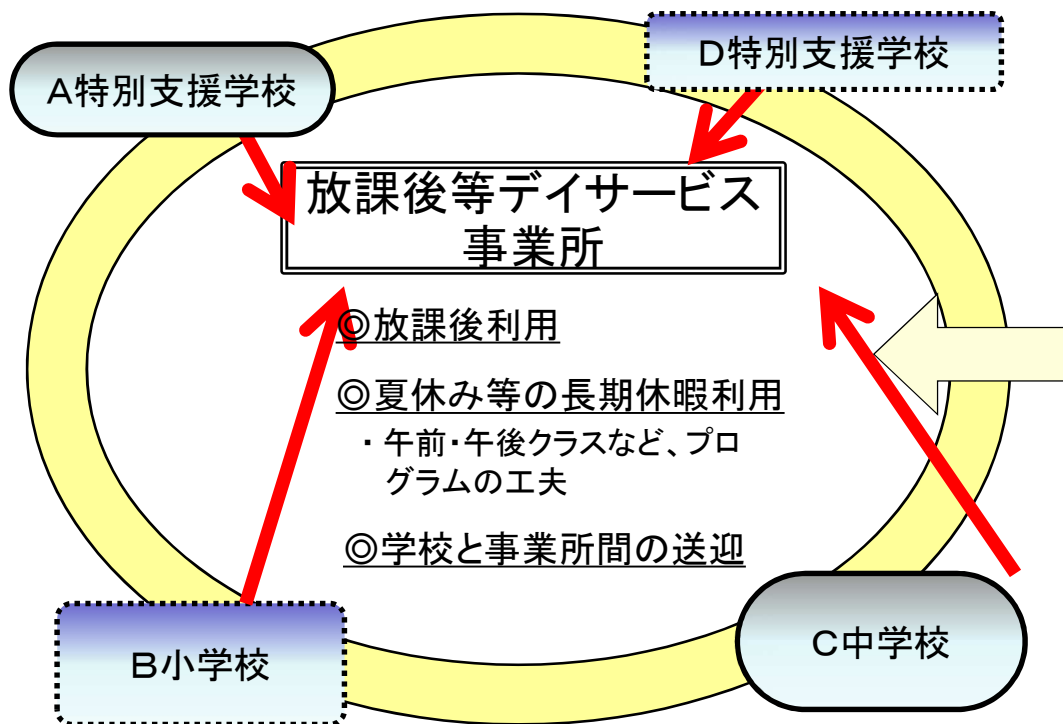 A特別支援学校
D特別支援学校
放課後等デイサービス
事業所
◎放課後利用
◎夏休み等の長期休暇利用
・午前・午後クラスなど、プロ
グラムの工夫
◎学校と事業所間の送迎
B小学校
C中学校